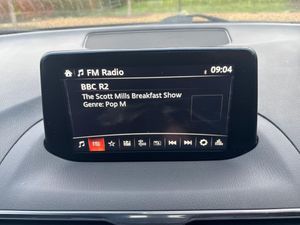 FM Radio
09:04
BBC R2
The Scott Mills Breakfast Show
Genre: Pop M